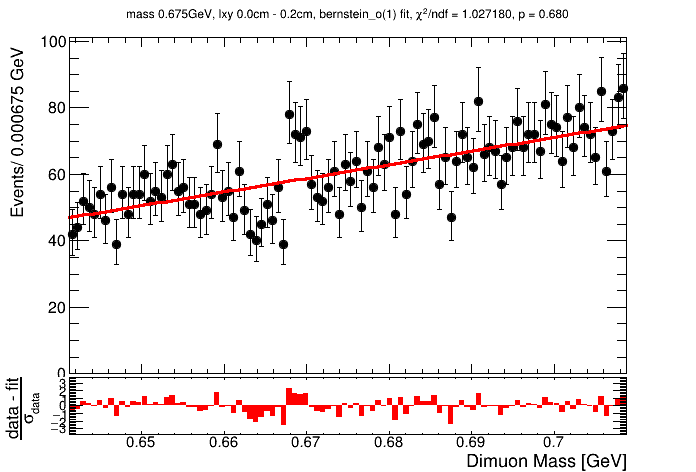 mass 0.675GeV, lxy 0.0cm - 0.2cm, bernstein_o(1) fit, χ²/ndf = 1.027180, p = 0.680
Events/ 0.000675 GeV
100
80
60
40
20
0
data - fit
σdata
3
2
1
0
−1
−2
−3
0.65 0.66 0.67 0.68 0.69 0.7
Dimuon Mass [GeV]